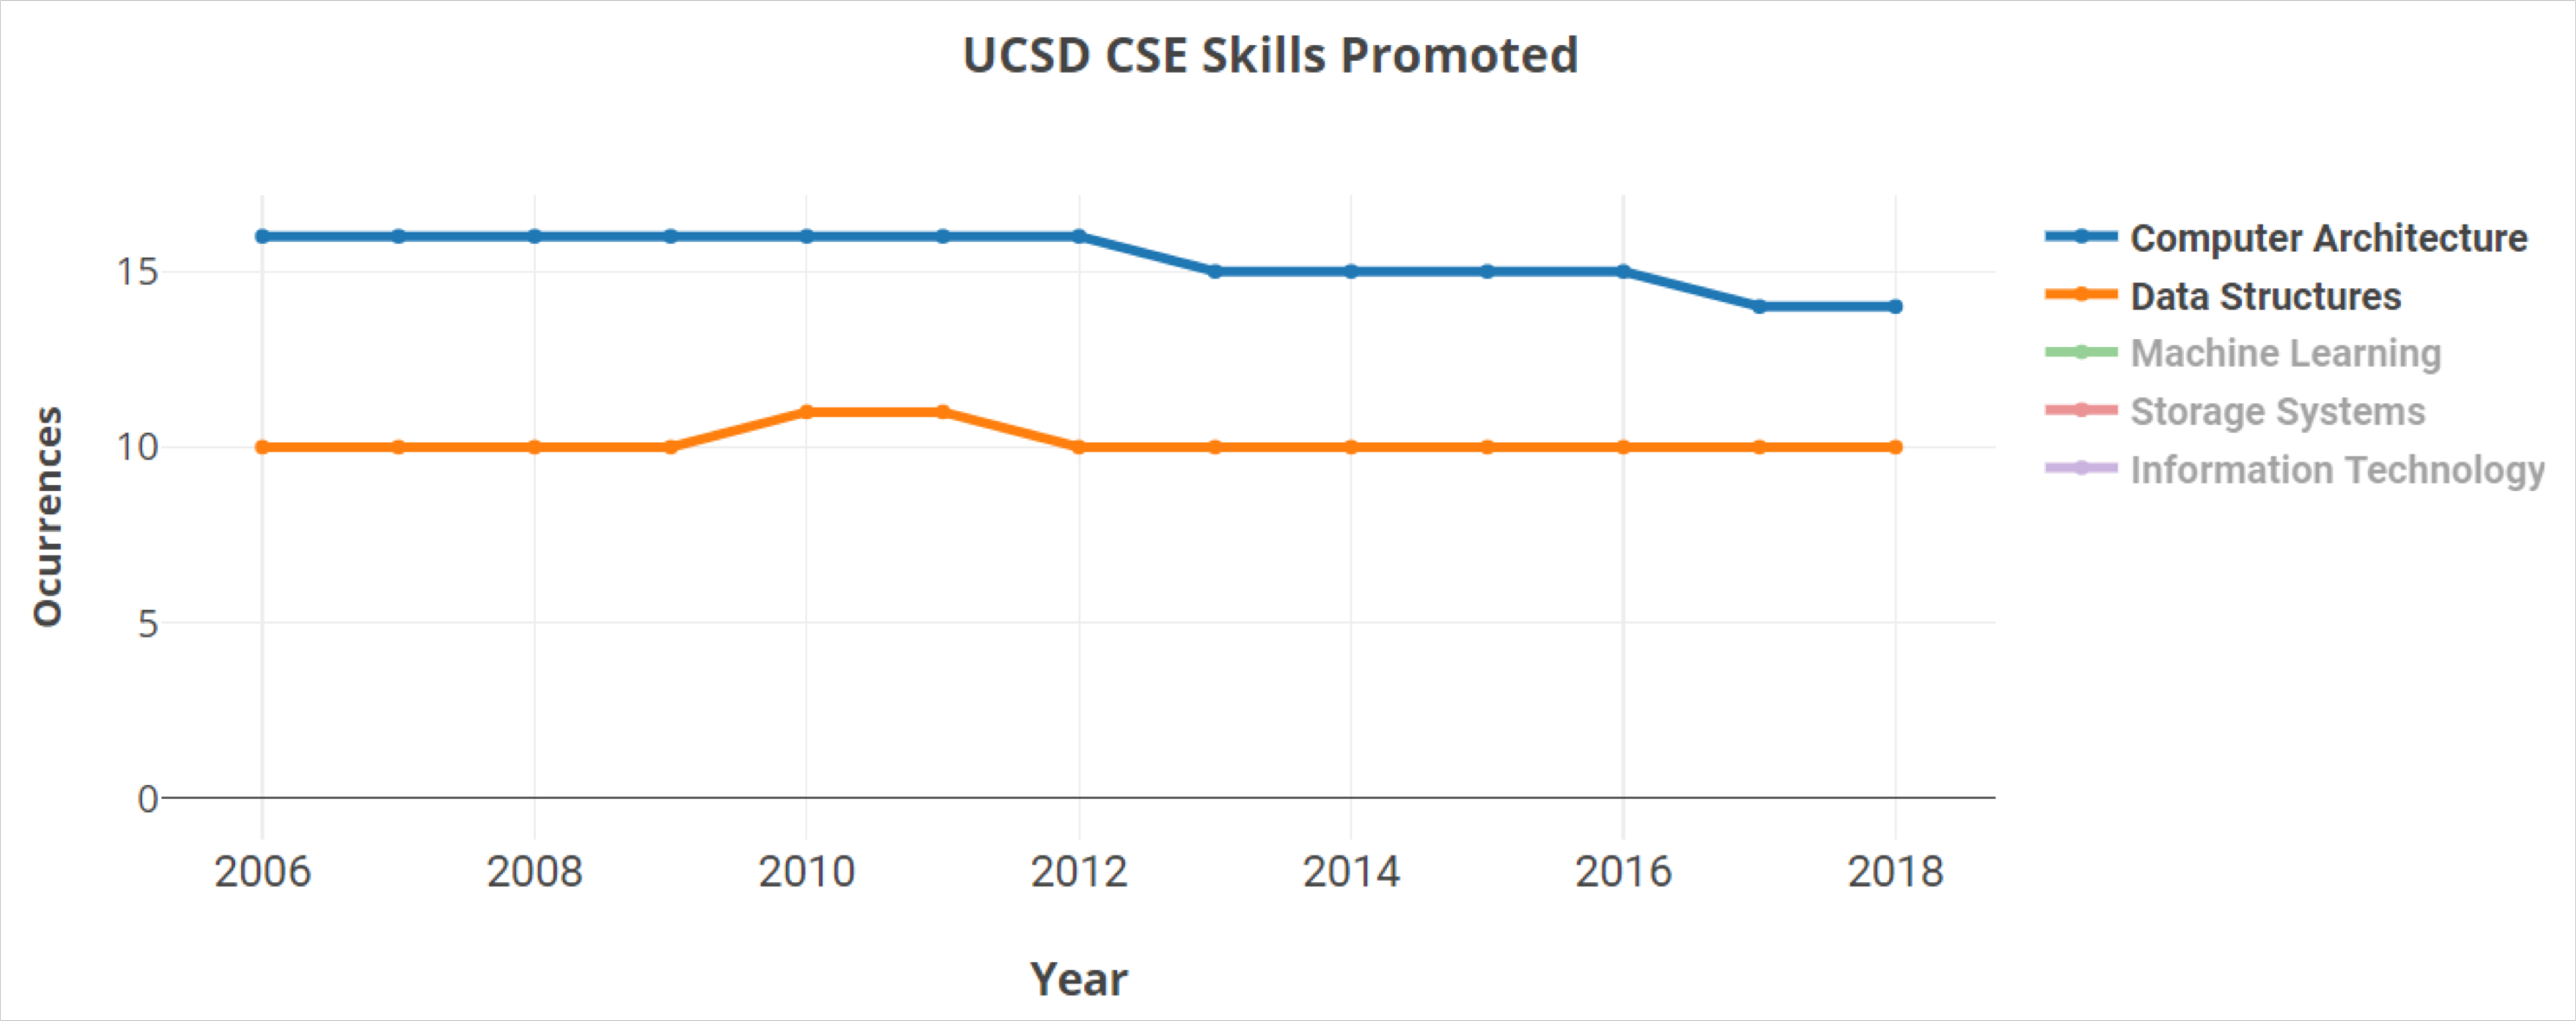 UCSD CSE Skills Promoted
Ocurrences
15
10
5
0
2006 2008 2010 2012 2014 2016 2018
Year
Computer Architecture
Data Structures
Machine Learning
Storage Systems
Information Technology